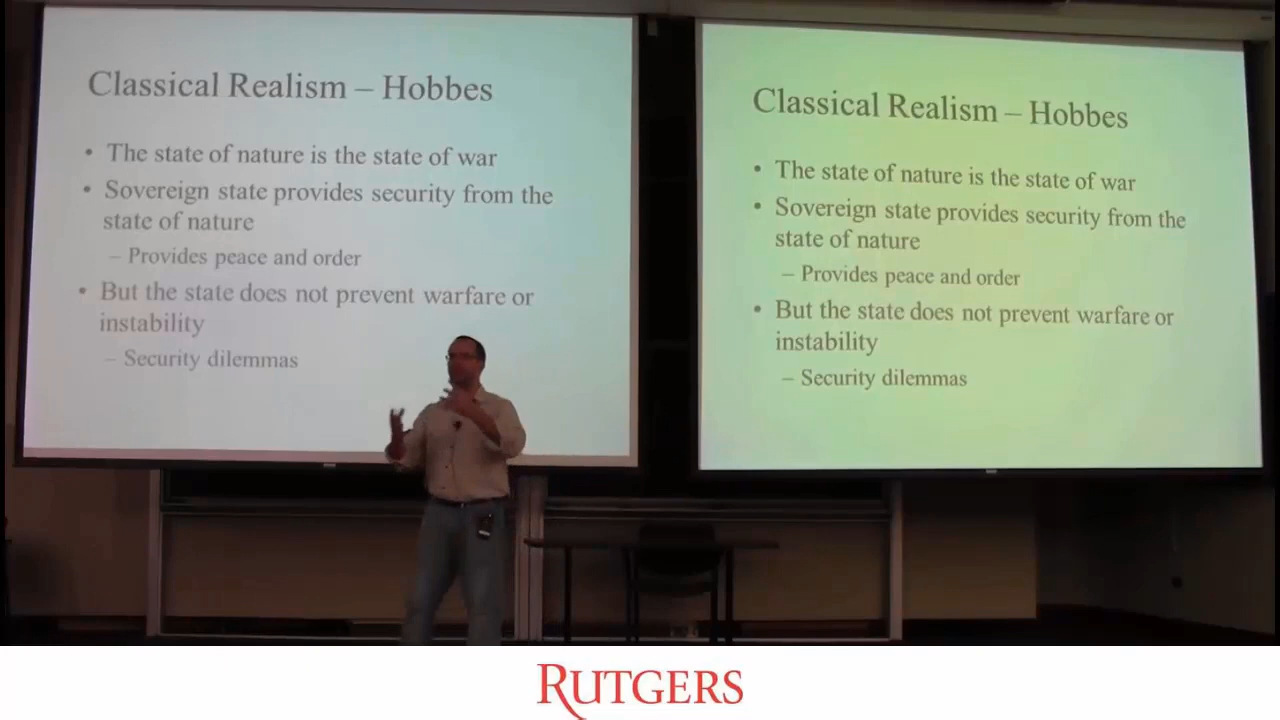 Classical Realism – Hobbes
• The state of nature is the state of war
• Sovereign state provides security from the
state of nature
– Provides peace and order
• But the state does not prevent warfare or
instability
– Security dilemmas
Classical Realism – Hobbes
• The state of nature is the state of war
• Sovereign state provides security from the
state of nature
– Provides peace and order
• But the state does not prevent warfare or
instability
– Security dilemmas
RUTGERS